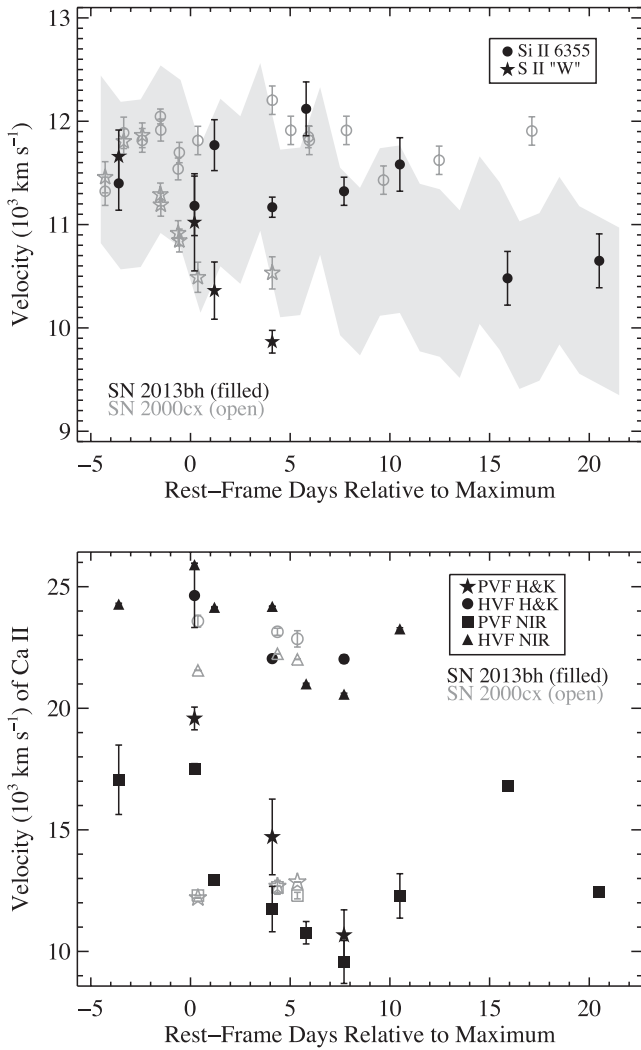 13
12
11
10
9
Velocity (10³ km s⁻¹)
Si II 6355
S II "W"
SN 2013bh (filled)
SN 2000cx (open)
−5 0 5 10 15 20
Rest−Frame Days Relative to Maximum
25
20
15
10
Velocity (10³ km s⁻¹) of Ca II
PVF H&K
HVF H&K
PVF NIR
HVF NIR
SN 2013bh (filled)
SN 2000cx (open)
−5 0 5 10 15 20
Rest−Frame Days Relative to Maximum